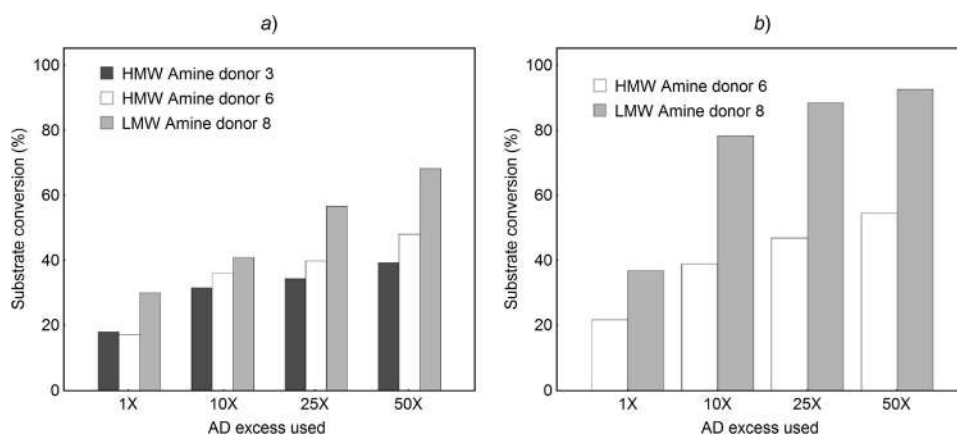 a)
Substrate conversion (%)
100
80
60
40
20
0
HMW Amine donor 3
HMW Amine donor 6
LMW Amine donor 8
1X 10X 25X 50X
AD excess used
b)
Substrate conversion (%)
100
80
60
40
20
0
HMW Amine donor 6
LMW Amine donor 8
1X 10X 25X 50X
AD excess used